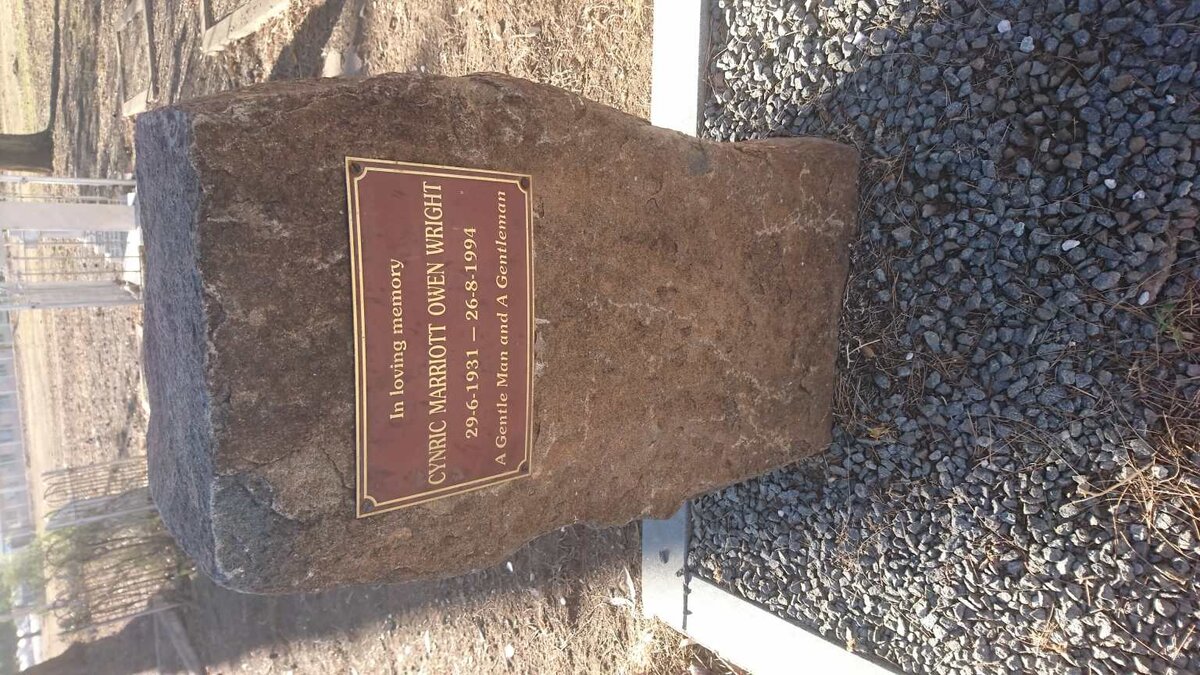 In loving memory
CYNRIC MARRIOTT OWEN WRIGHT
29-6-1931 — 26-8-1994
A Gentle Man and A Gentleman